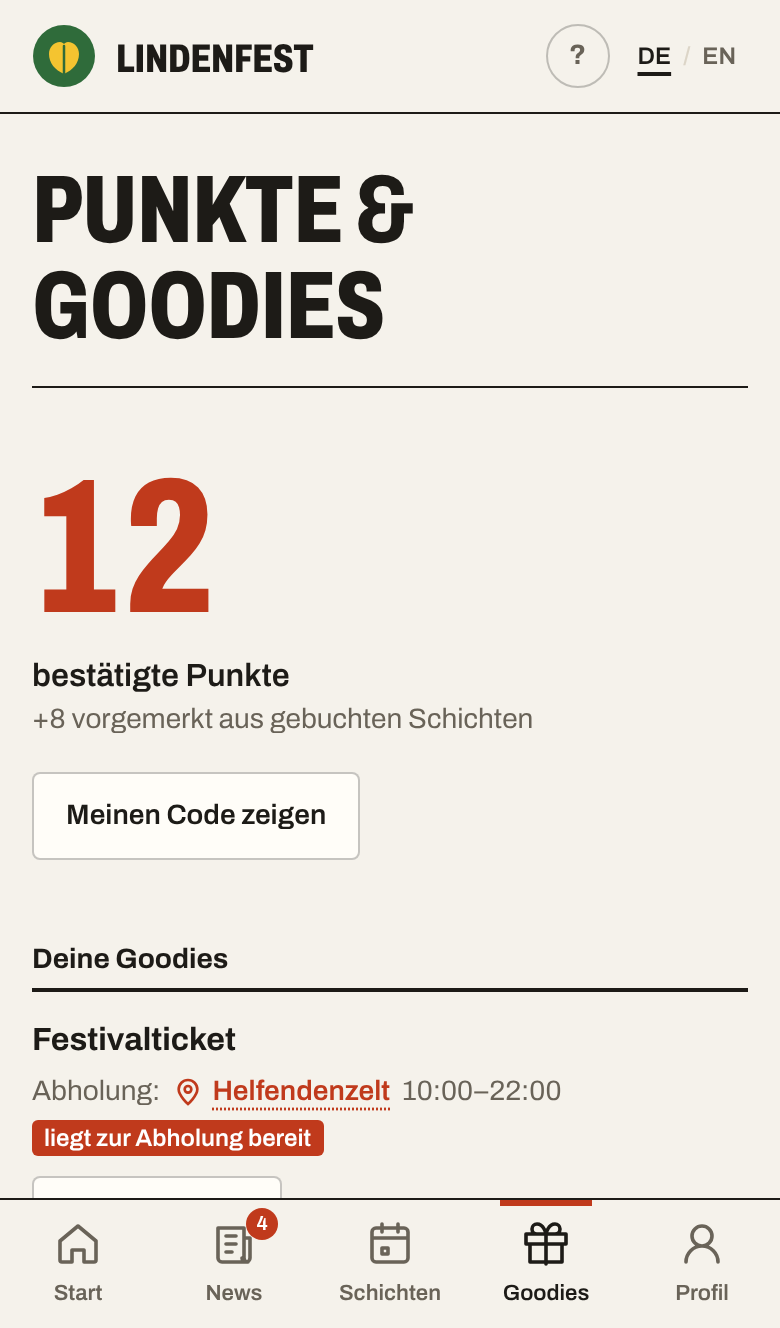 LINDENFEST
?
DE / EN
PUNKTE &
GOODIES
12
bestätigte Punkte
+8 vorgemerkt aus gebuchten Schichten
Meinen Code zeigen
Deine Goodies
Festivalticket
Abholung: Helfendenzelt 10:00–22:00
liegt zur Abholung bereit
4
Start News Schichten Goodies Profil